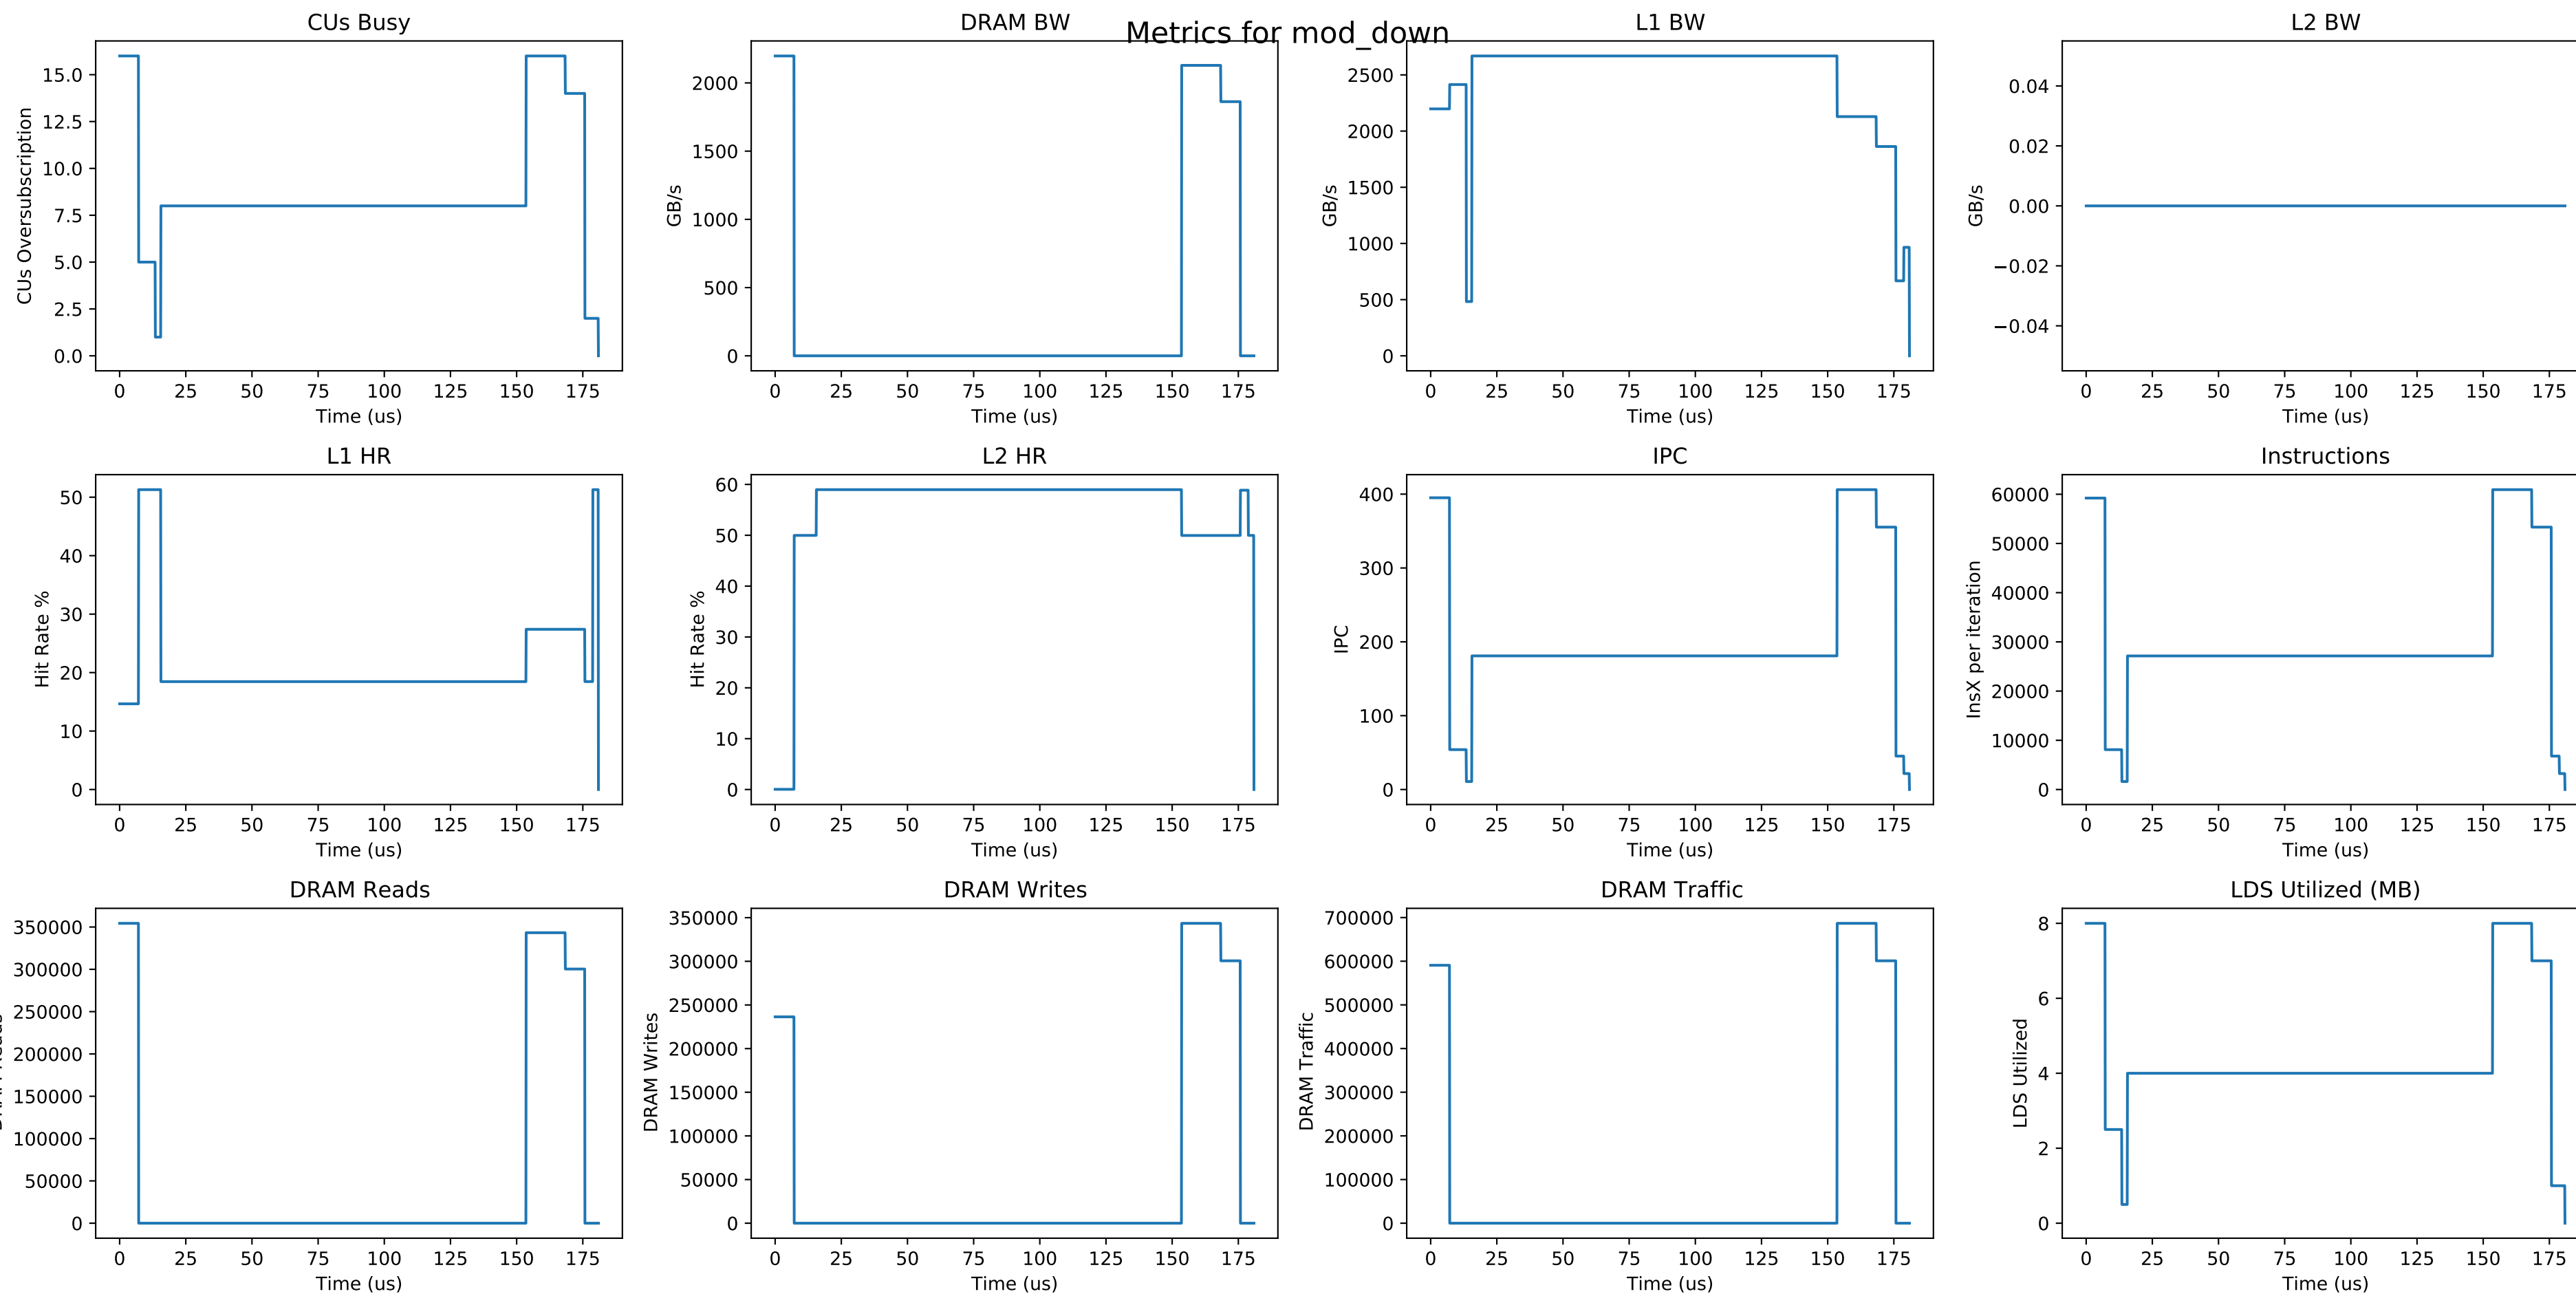 Metrics for mod_down
CUs Busy
CUs Oversubscription
15.0
12.5
10.0
7.5
5.0
2.5
0.0
0 25 50 75 100 125 150 175
Time (us)
DRAM BW
GB/s
2000
1500
1000
500
0
0 25 50 75 100 125 150 175
Time (us)
L1 BW
GB/s
2500
2000
1500
1000
500
0
0 25 50 75 100 125 150 175
Time (us)
L2 BW
GB/s
0.04
0.02
0.00
−0.02
−0.04
0 25 50 75 100 125 150 175
Time (us)
L1 HR
Hit Rate %
50
40
30
20
10
0
0 25 50 75 100 125 150 175
Time (us)
L2 HR
Hit Rate %
60
50
40
30
20
10
0
0 25 50 75 100 125 150 175
Time (us)
IPC
IPC
400
300
200
100
0
0 25 50 75 100 125 150 175
Time (us)
Instructions
InsX per iteration
60000
50000
40000
30000
20000
10000
0
0 25 50 75 100 125 150 175
Time (us)
DRAM Reads
350000
300000
250000
200000
150000
100000
50000
0
0 25 50 75 100 125 150 175
Time (us)
DRAM Writes
DRAM Writes
350000
300000
250000
200000
150000
100000
50000
0
0 25 50 75 100 125 150 175
Time (us)
DRAM Traffic
DRAM Traffic
700000
600000
500000
400000
300000
200000
100000
0
0 25 50 75 100 125 150 175
Time (us)
LDS Utilized (MB)
LDS Utilized
8
6
4
2
0
0 25 50 75 100 125 150 175
Time (us)